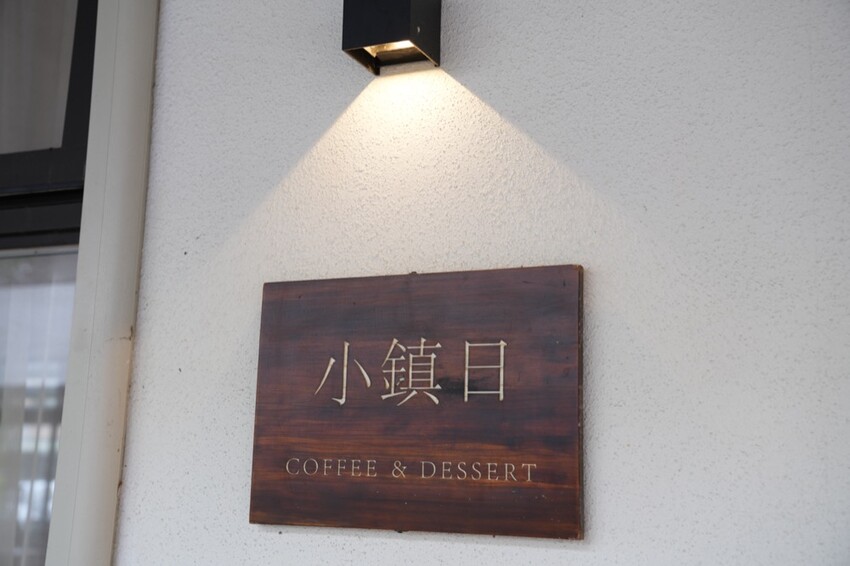 小鎮日
COFFEE & DESSERT